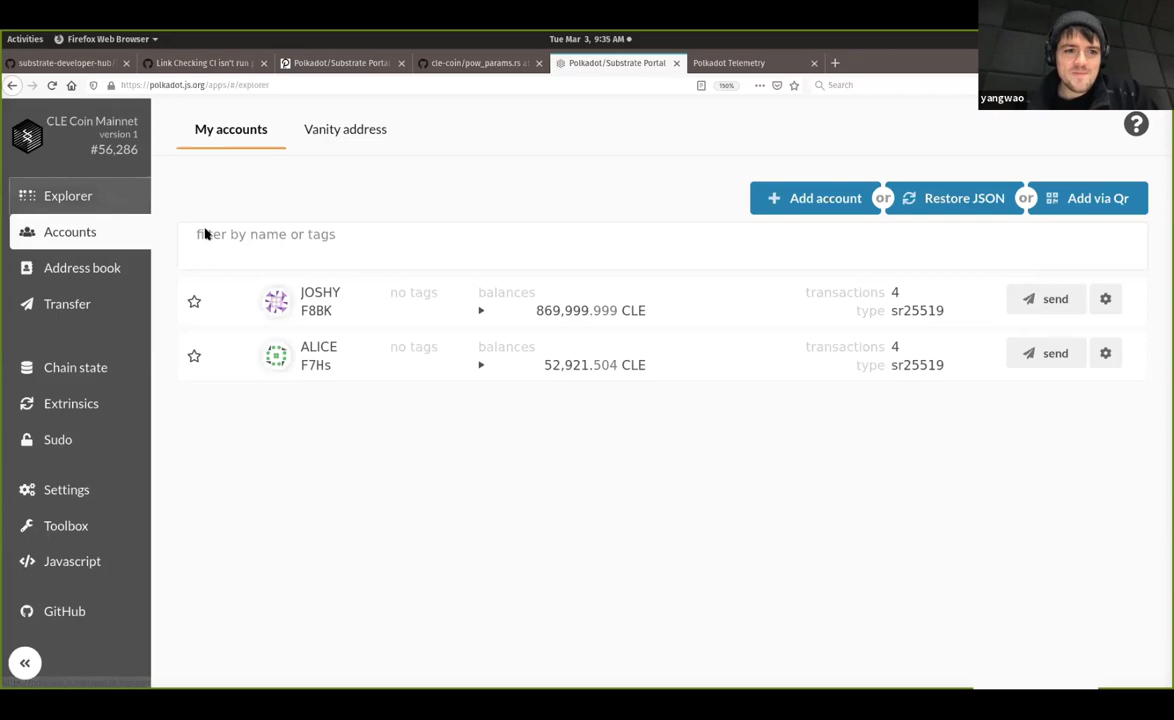 Activities
Firefox Web Browser
Tue Mar 3, 9:35 AM
substrate-developer-hub/
Link Checking CI isn't run
Polkadot/Substrate Porta
cle-coin/pow_params.rs a
Polkadot/Substrate Portal
Polkadot Telemetry
https://polkadot.js.org/apps/#/explorer
150%
Search
yangwao
CLE Coin Mainnet
version 1
#56,286
My accounts
Vanity address
Explorer
Accounts
Address book
Transfer
Chain state
Extrinsics
Sudo
Settings
Toolbox
Javascript
GitHub
Add account
or
Restore JSON
or
Add via Qr
filter by name or tags
JOSHY
F8BK
no tags
balances
869,999.999 CLE
transactions 4
type sr25519
send
ALICE
F7Hs
no tags
balances
52,921.504 CLE
transactions 4
type sr25519
send